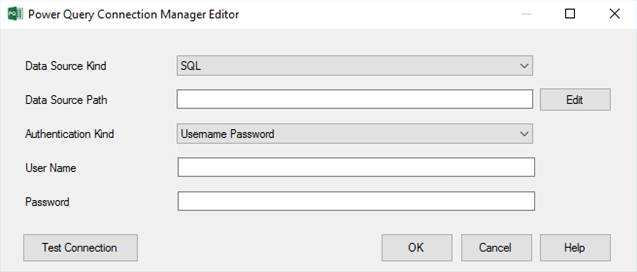 Power Query Connection Manager Editor
Data Source Kind SQL
Data Source Path Edit
Authentication Kind Username Password
User Name
Password
Test Connection OK Cancel Help